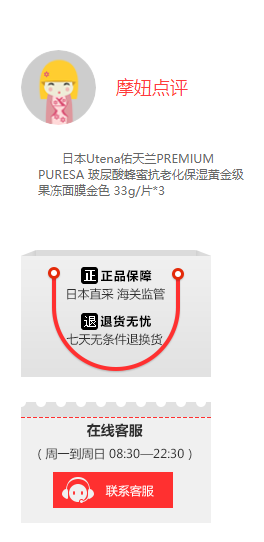 摩妞点评
日本Utena佑天兰PREMIUM
PURESA 玻尿酸蜂蜜抗老化保湿黄金级
果冻面膜金色 33g/片*3
正 正品保障
日本直采 海关监管
退 退货无忧
七天无条件退换货
在线客服
( 周一到周日 08:30—22:30 )
联系客服